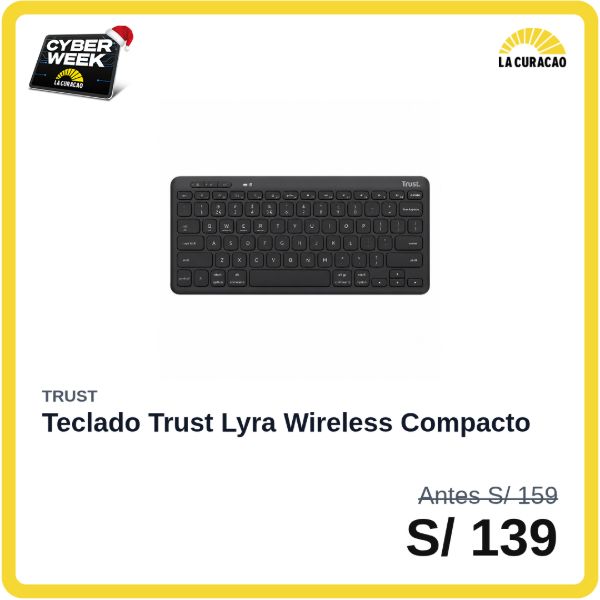 CYBER
WEEK
LA CURACAO
LA CURACAO
Trust.
TRUST
Teclado Trust Lyra Wireless Compacto
Antes S/ 159
S/ 139